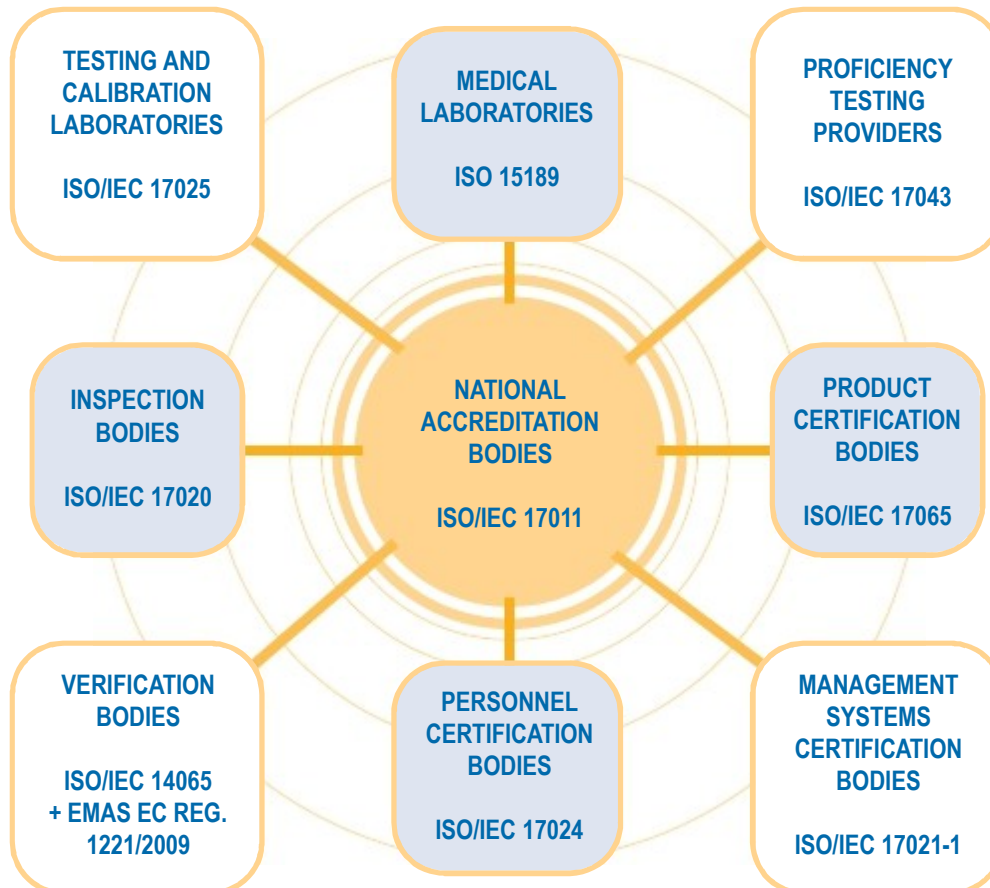 TESTING AND
CALIBRATION
LABORATORIES
ISO/IEC 17025
MEDICAL
LABORATORIES
ISO 15189
PROFICIENCY
TESTING
PROVIDERS
ISO/IEC 17043
INSPECTION
BODIES
ISO/IEC 17020
NATIONAL
ACCREDITATION
BODIES
ISO/IEC 17011
PRODUCT
CERTIFICATION
BODIES
ISO/IEC 17065
VERIFICATION
BODIES
ISO/IEC 14065
+ EMAS EC REG.
1221/2009
PERSONNEL
CERTIFICATION
BODIES
ISO/IEC 17024
MANAGEMENT
SYSTEMS
CERTIFICATION
BODIES
ISO/IEC 17021-1